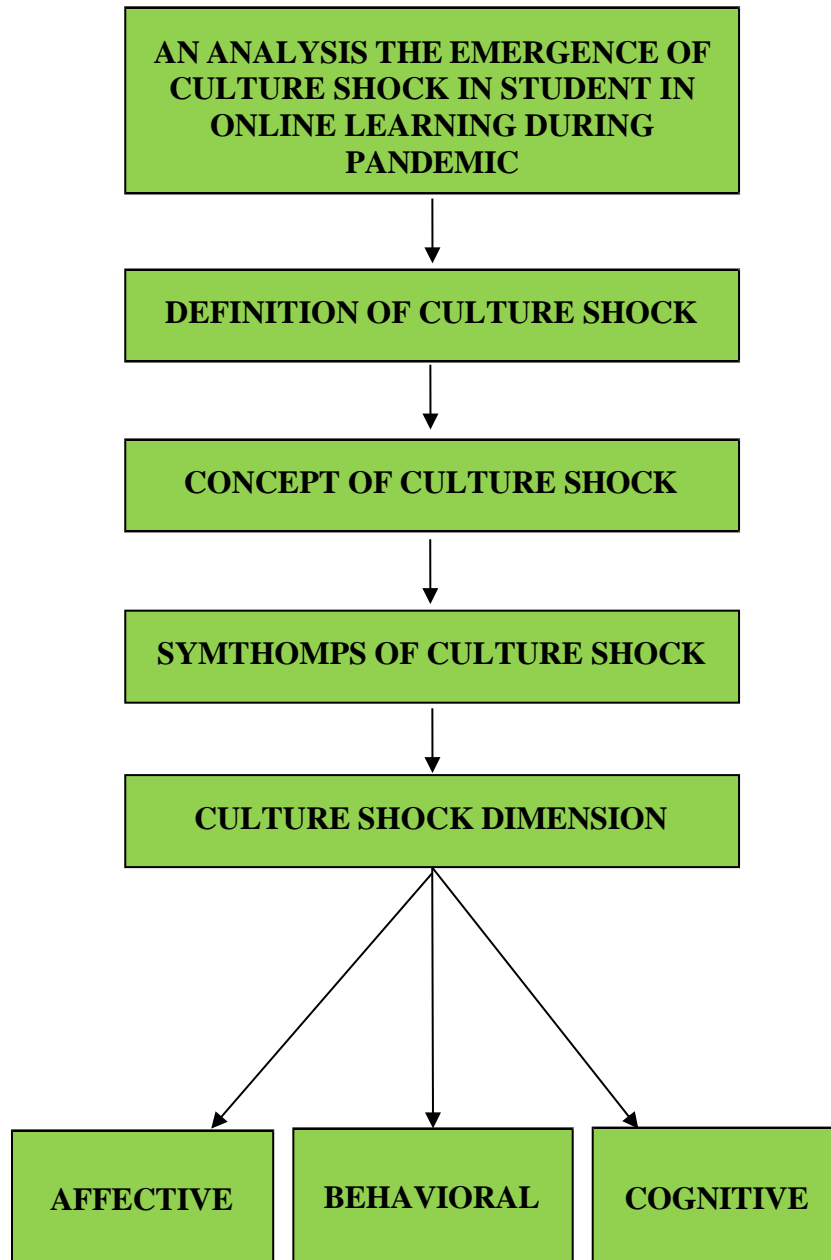 AN ANALYSIS THE EMERGENCE OF
CULTURE SHOCK IN STUDENT IN
ONLINE LEARNING DURING
PANDEMIC
DEFINITION OF CULTURE SHOCK
CONCEPT OF CULTURE SHOCK
SYMTHOMPS OF CULTURE SHOCK
CULTURE SHOCK DIMENSION
AFFECTIVE
BEHAVIORAL
COGNITIVE